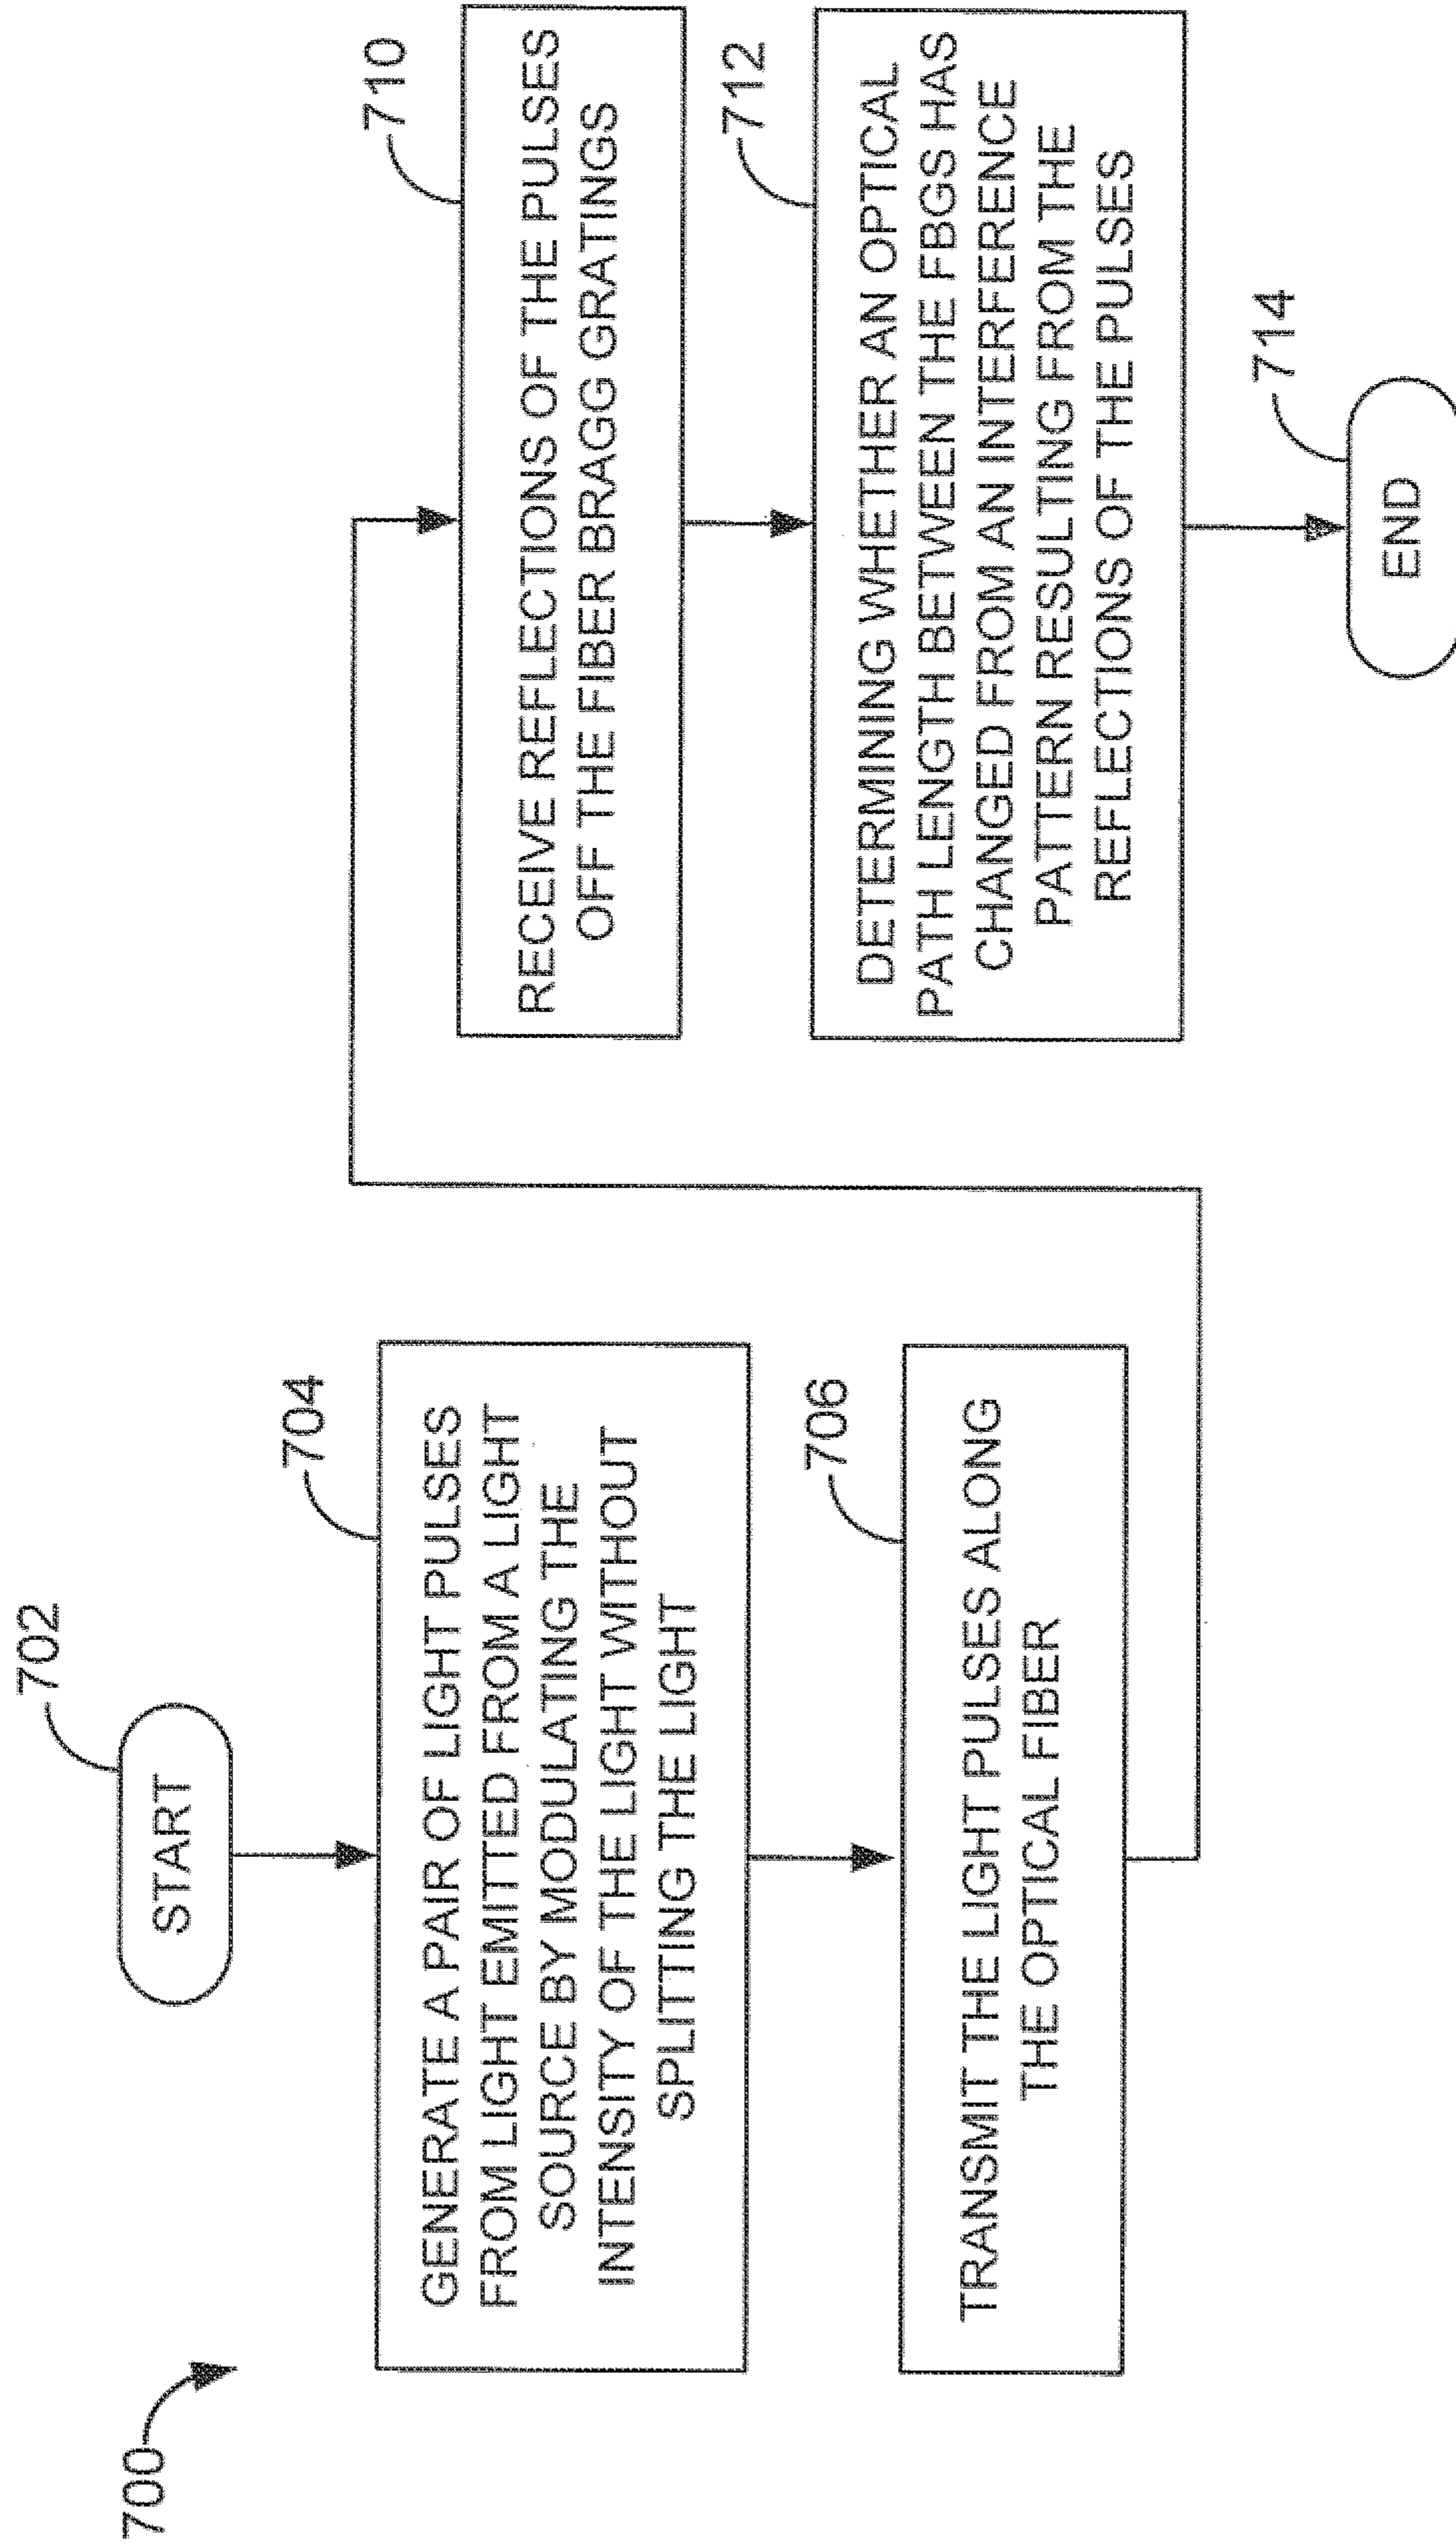 700
702
START
704
GENERATE A PAIR OF LIGHT PULSES
FROM LIGHT EMITTED FROM A LIGHT
SOURCE BY MODULATING THE
INTENSITY OF THE LIGHT WITHOUT
SPLITTING THE LIGHT
706
TRANSMIT THE LIGHT PULSES ALONG
THE OPTICAL FIBER
710
RECEIVE REFLECTIONS OF THE PULSES
OFF THE FIBER BRAGG GRATINGS
712
DETERMINING WHETHER AN OPTICAL
PATH LENGTH BETWEEN THE FBGS HAS
CHANGED FROM AN INTERFERENCE
PATTERN RESULTING FROM THE
REFLECTIONS OF THE PULSES
714
END